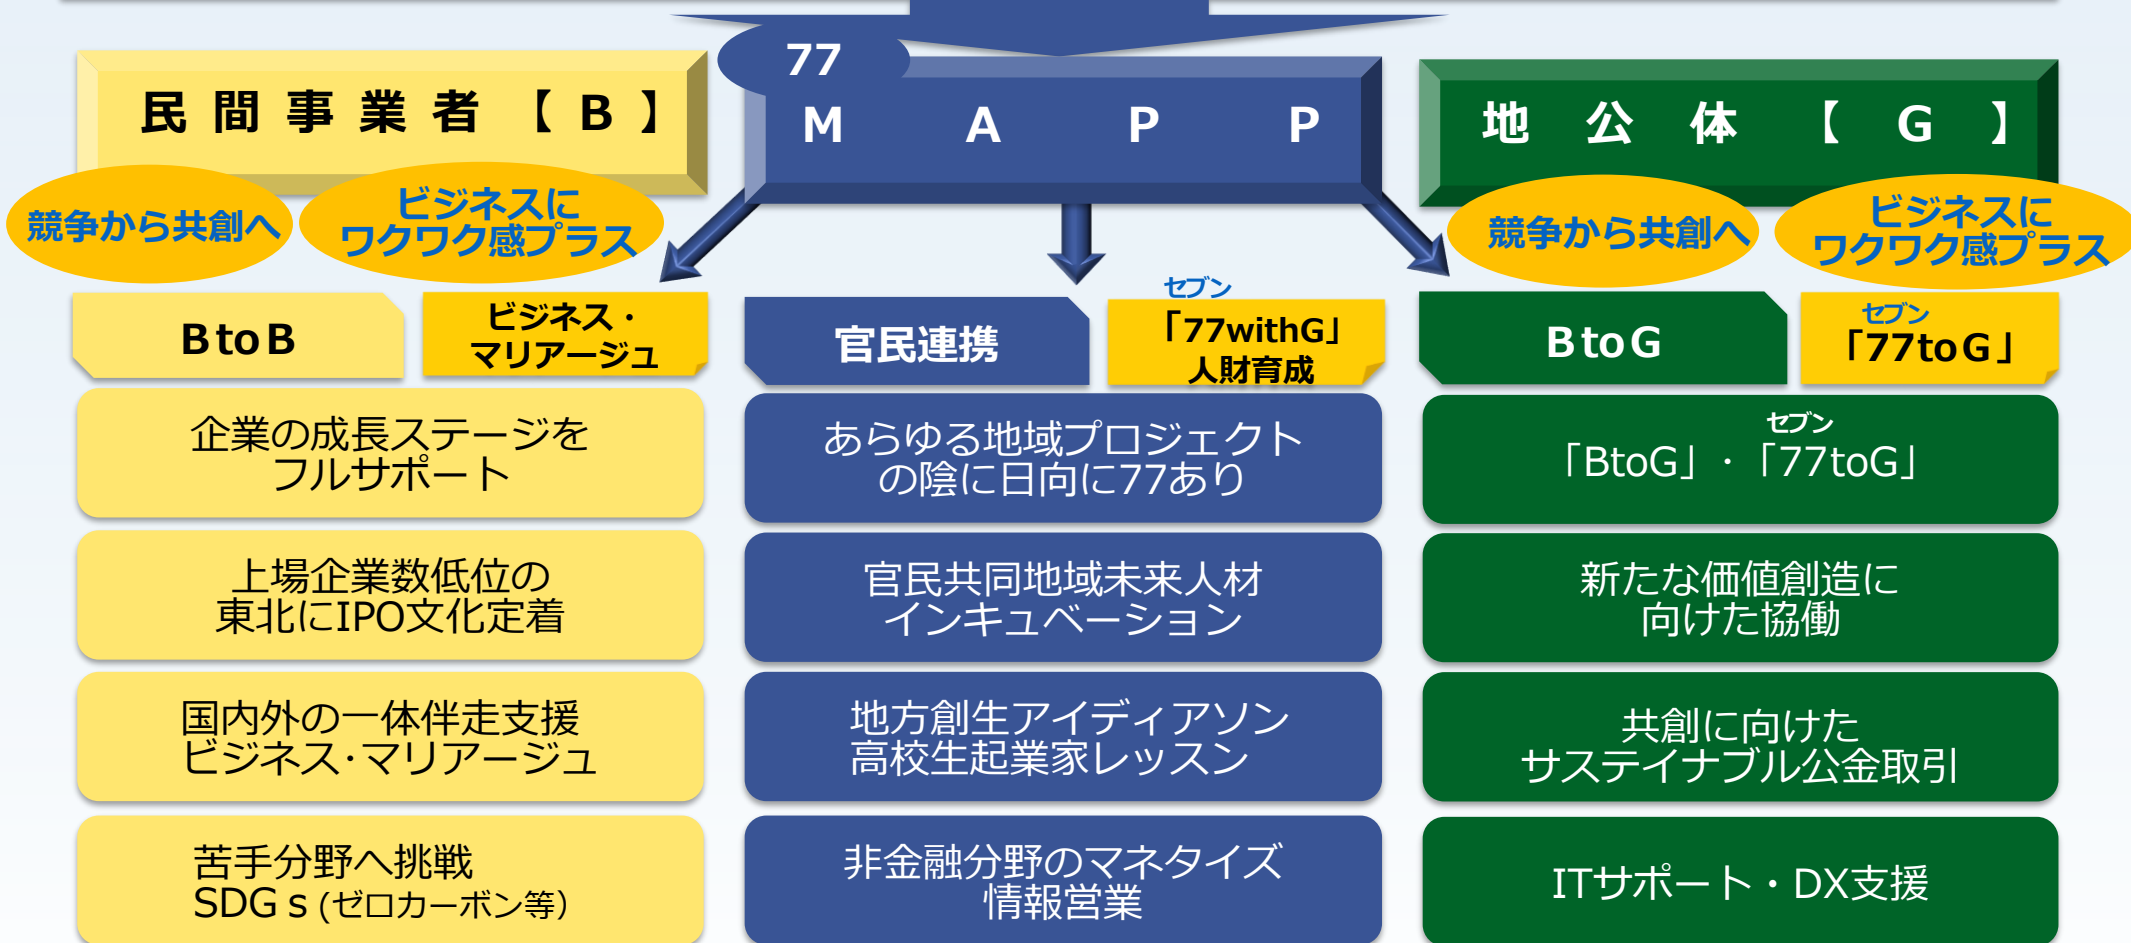 77
民間事業者【B】
MAPP
地公体【G】
競争から共創へ
ビジネスに
ワクワク感プラス
競争から共創へ
ビジネスに
ワクワク感プラス
BtoB
ビジネス・
マリアージュ
官民連携
セブン
「77withG」
人財育成
BtoG
セブン
「77toG」
企業の成長ステージを
フルサポート
上場企業数低位の
東北にIPO文化定着
国内外の一体伴走支援
ビジネス・マリアージュ
苦手分野へ挑戦
SDGs(ゼロカーボン等)
あらゆる地域プロジェクト
の陰に日向に77あり
官民共同地域未来人材
インキュベーション
地方創生アイディアソン
高校生起業家レッスン
非金融分野のマネタイズ
情報営業
セブン
「BtoG」・「77toG」
新たな価値創造に
向けた協働
共創に向けた
サステイナブル公金取引
ITサポート・DX支援